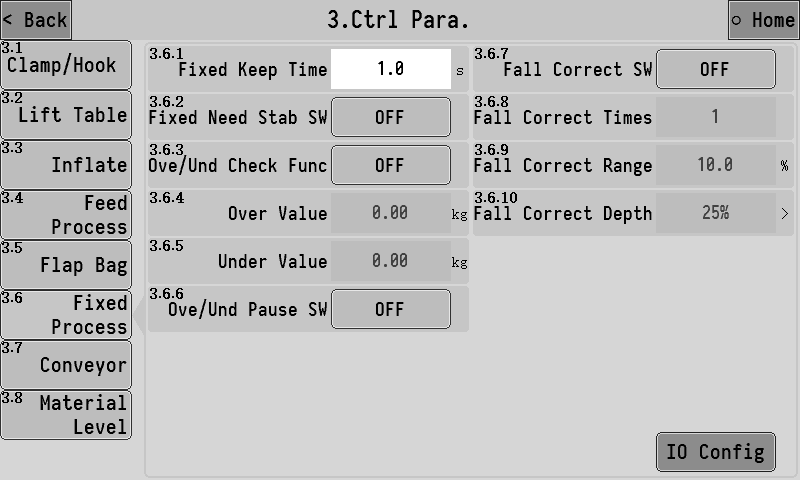 < Back
3.Ctrl Para.
○ Home
3.1
Clamp/Hook
3.2
Lift Table
3.3
Inflate
3.4
Feed
Process
3.5
Flap Bag
3.6
Fixed
Process
3.7
Conveyor
3.8
Material
Level
3.6.1
Fixed Keep Time 1.0 s
3.6.2
Fixed Need Stab SW OFF
3.6.3
Ove/Und Check Func OFF
3.6.4
Over Value 0.00 kg
3.6.5
Under Value 0.00 kg
3.6.6
Ove/Und Pause SW OFF
3.6.7
Fall Correct SW OFF
3.6.8
Fall Correct Times 1
3.6.9
Fall Correct Range 10.0 %
3.6.10
Fall Correct Depth 25% >
IO Config